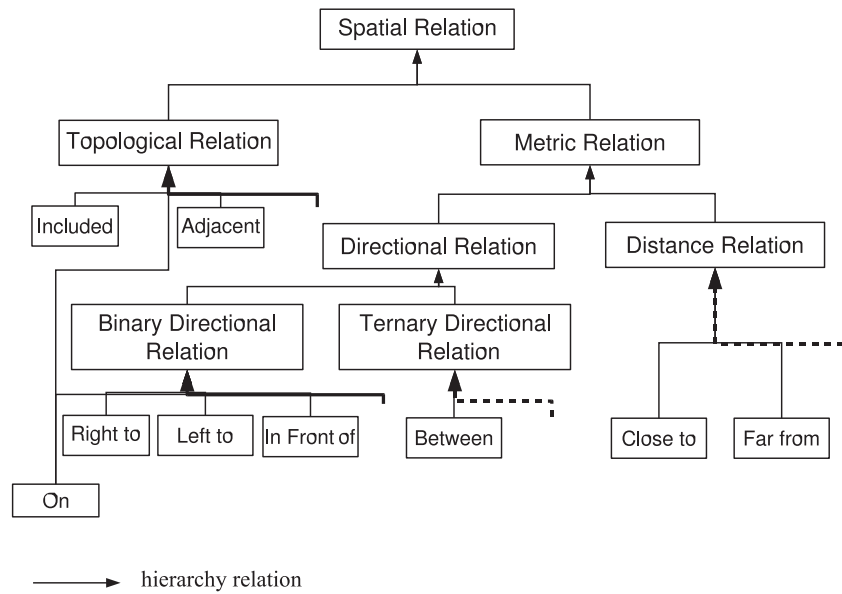 Spatial Relation
Topological Relation
Metric Relation
Included
Adjacent
Directional Relation
Distance Relation
Binary Directional
Relation
Ternary Directional
Relation
Right to
Left to
In Front of
Between
Close to
Far from
On
hierarchy relation